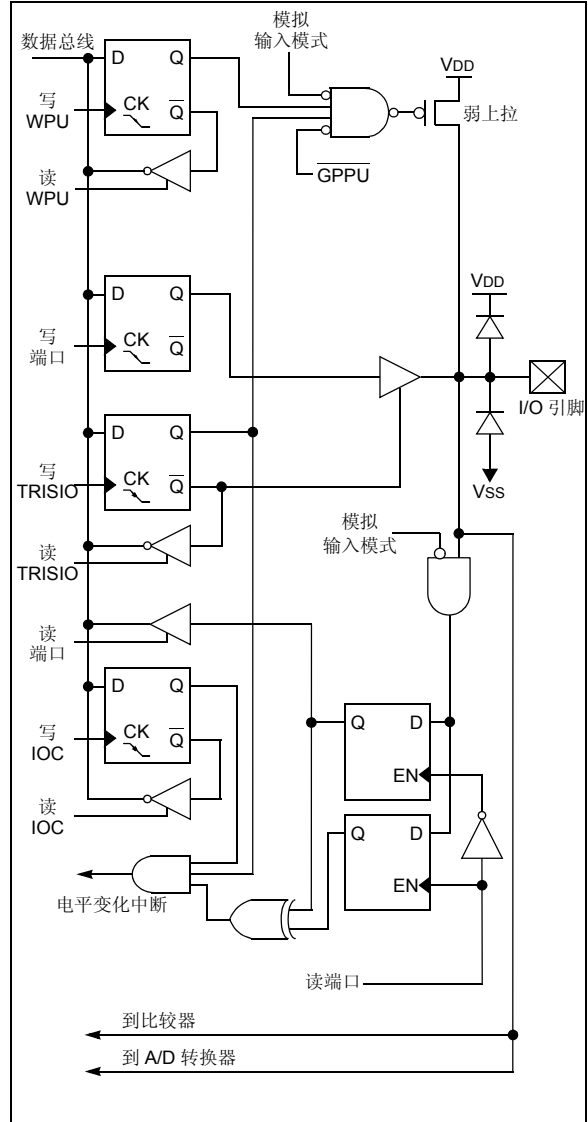 数据总线
D Q
写
WPU
CK Q
读
WPU
模拟
输入模式
GPPU
VDD
弱上拉
D Q
写
端口
CK Q
VDD
I/O 引脚
VSS
D Q
写
TRISIO
CK Q
读
TRISIO
模拟
输入模式
读
端口
D Q
写
IOC
CK Q
读
IOC
Q D
EN
Q D
EN
电平变化中断
读端口
到比较器
到 A/D 转换器